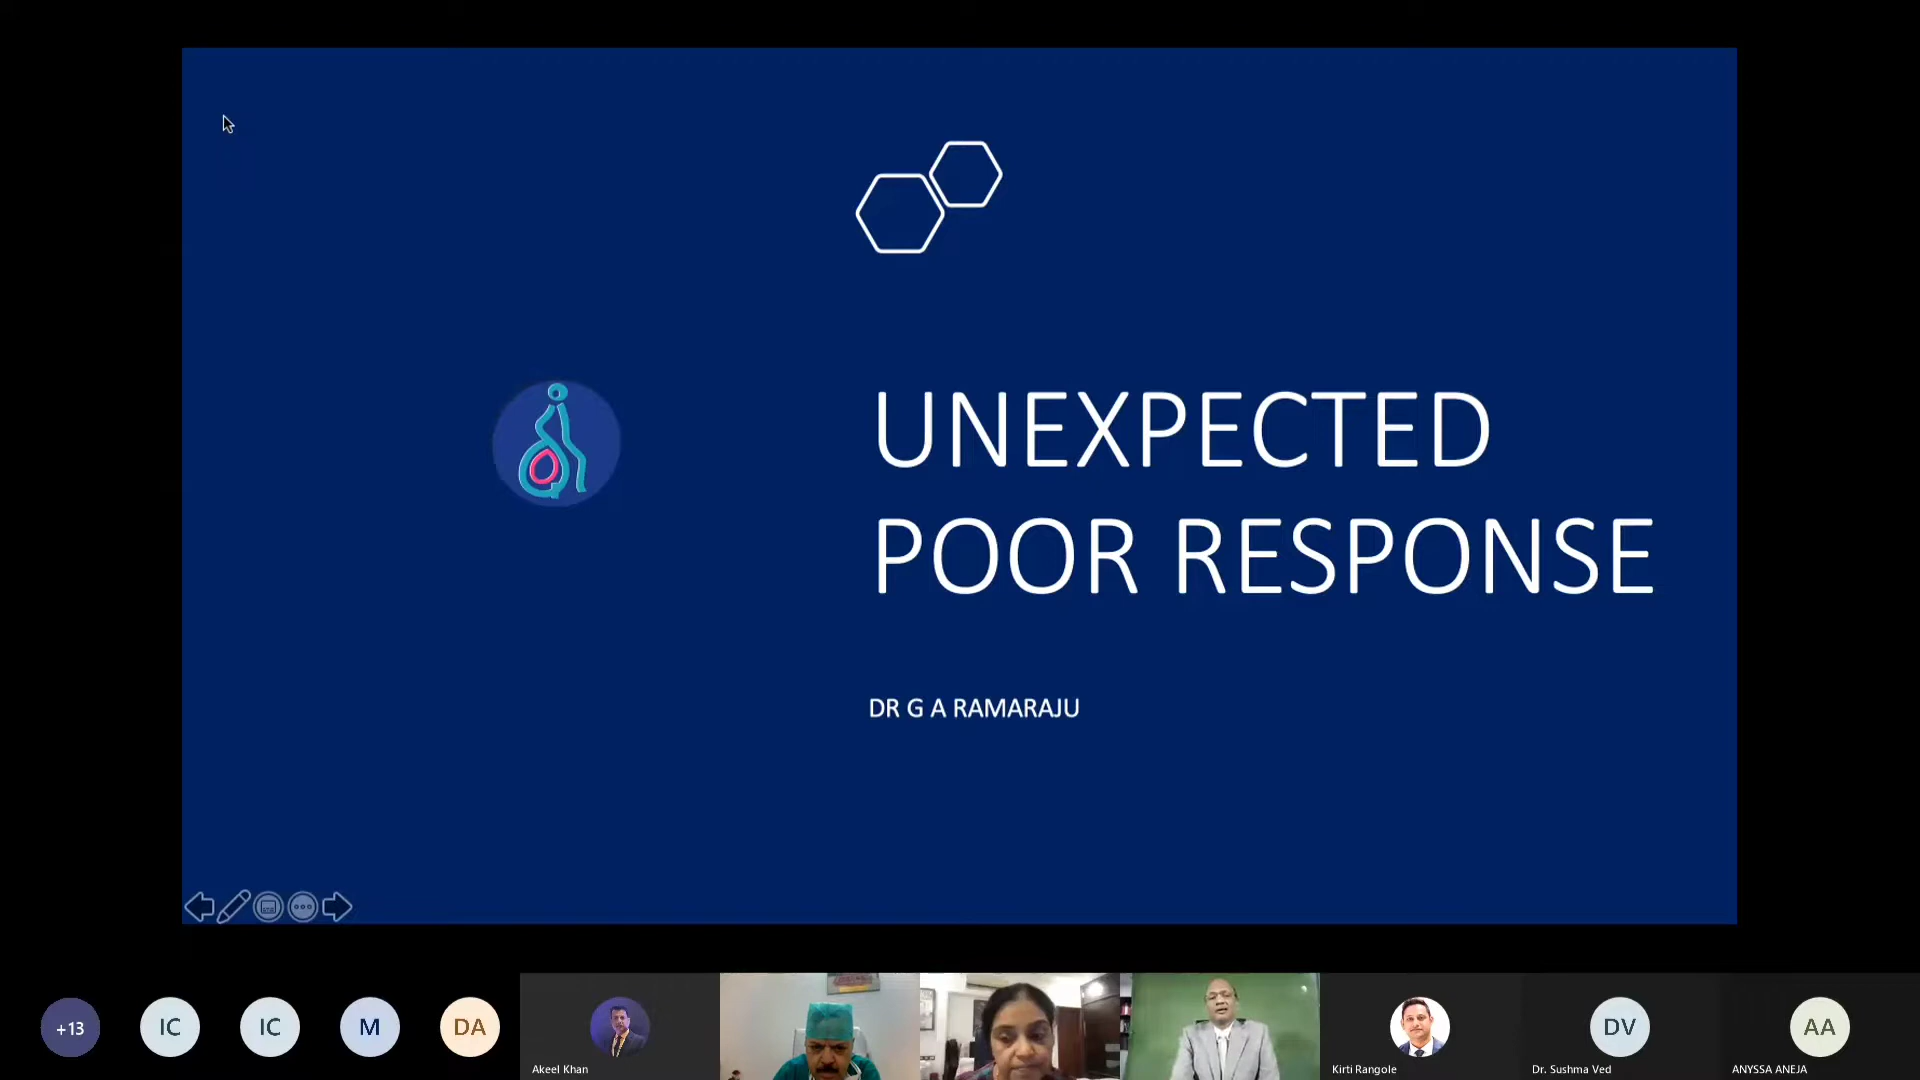 UNEXPECTED
POOR RESPONSE
DR G A RAMARAJU
+13
IC
IC
M
DA
Akeel Khan
Kirti Rangole
DV
Dr. Sushma Ved
AA
ANYSSA ANEJA